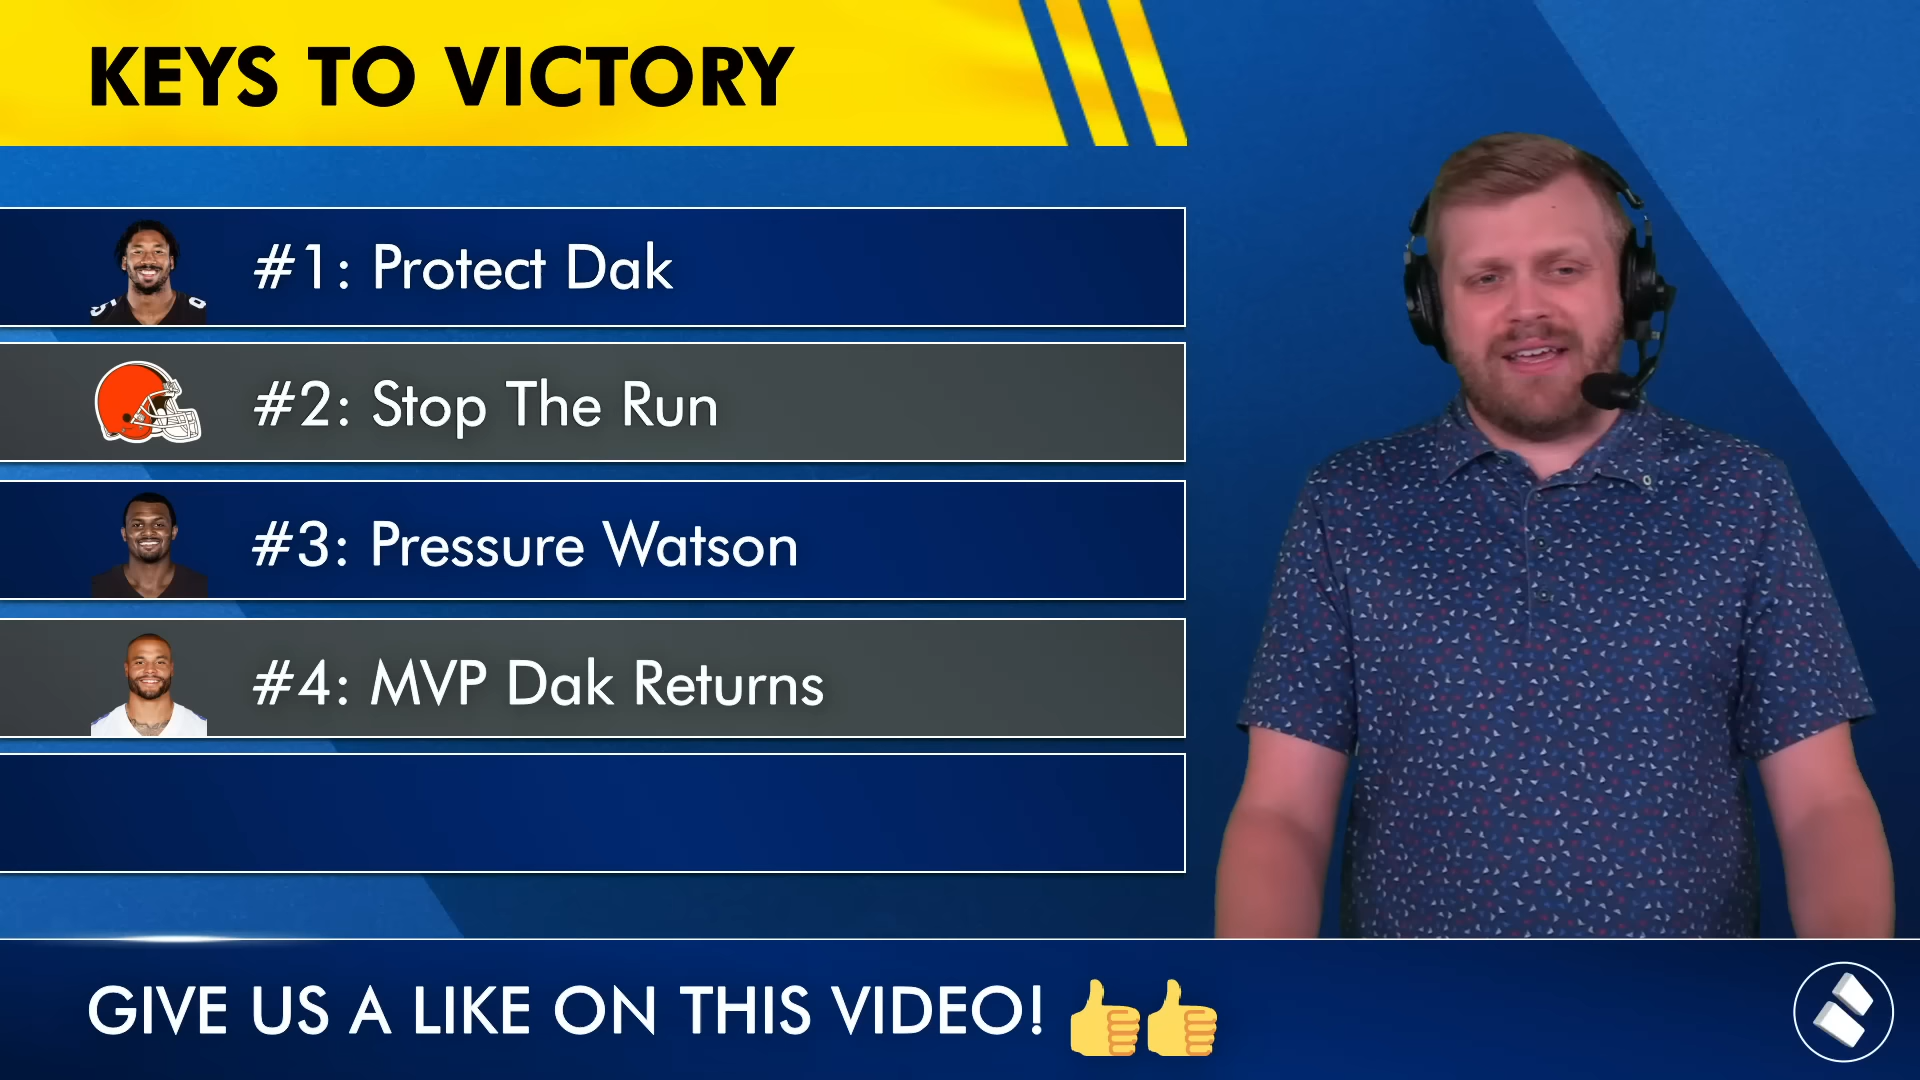 KEYS TO VICTORY
#1: Protect Dak
#2: Stop The Run
#3: Pressure Watson
#4: MVP Dak Returns
GIVE US A LIKE ON THIS VIDEO! 👍👍